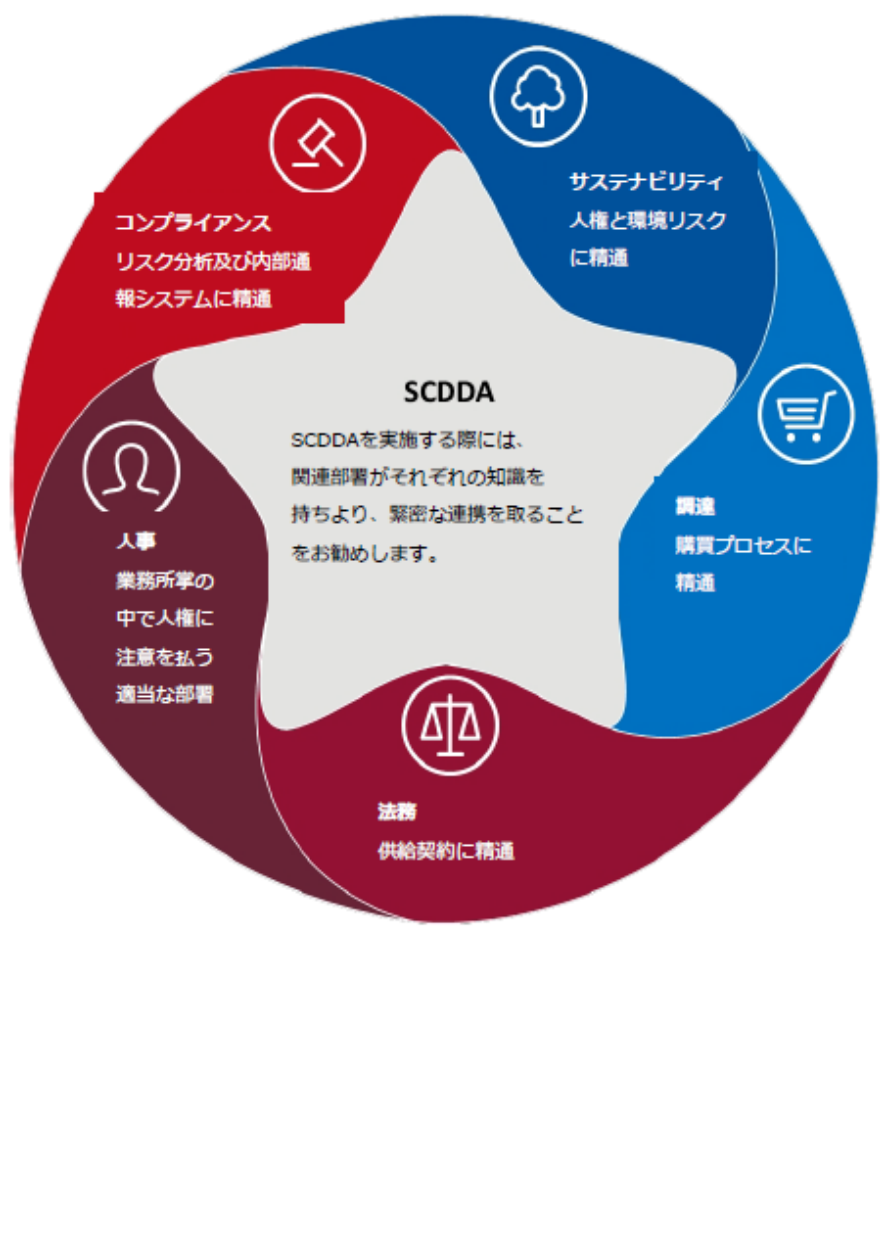 サステナビリティ
人権と環境リスク
に精通
コンプライアンス
リスク分析及び内部通
報システムに精通
SCDDA
SCDDAを実施する際には、
関連部署がそれぞれの知識を
持ちより、緊密な連携を取ること
をお勧めします。
調達
購買プロセスに
精通
人事
業務所掌の
中で人権に
注意を払う
適当な部署
法務
供給契約に精通